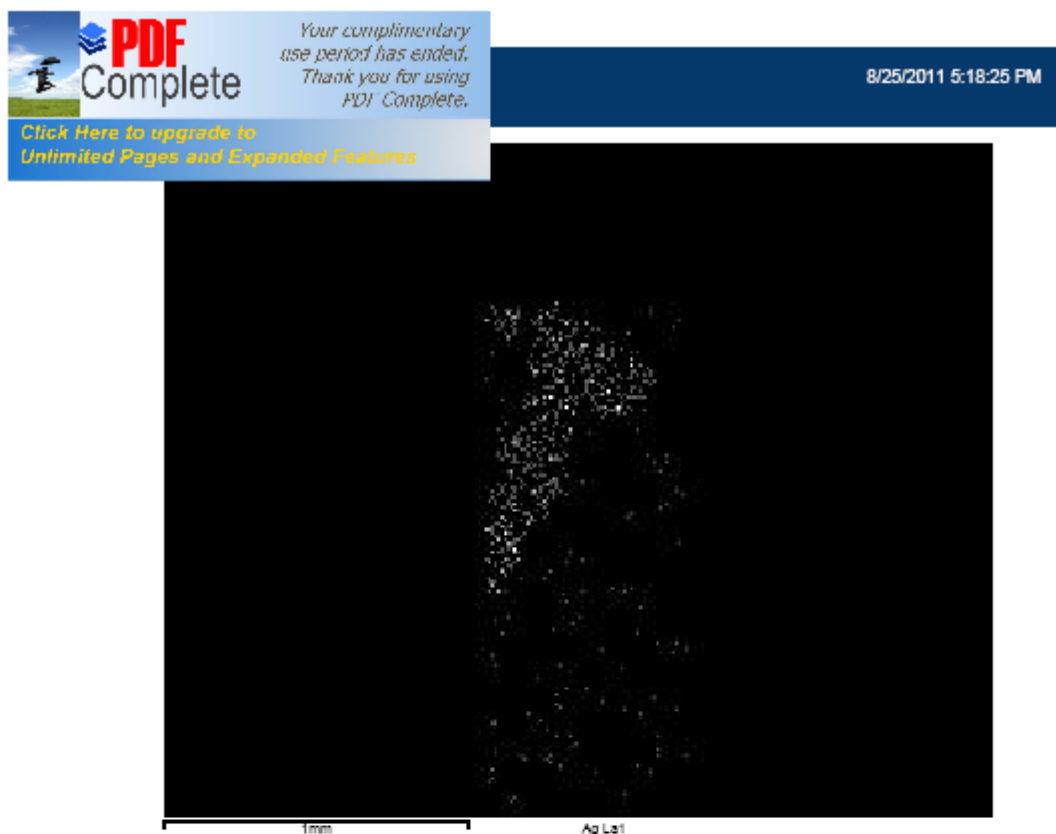 PDF
Complete
Your complimentary
use period has ended.
Thank you for using
PDF Complete.
Click Here to upgrade to
Unlimited Pages and Expanded Features
8/25/2011 5:18:25 PM
1mm
Ag La1